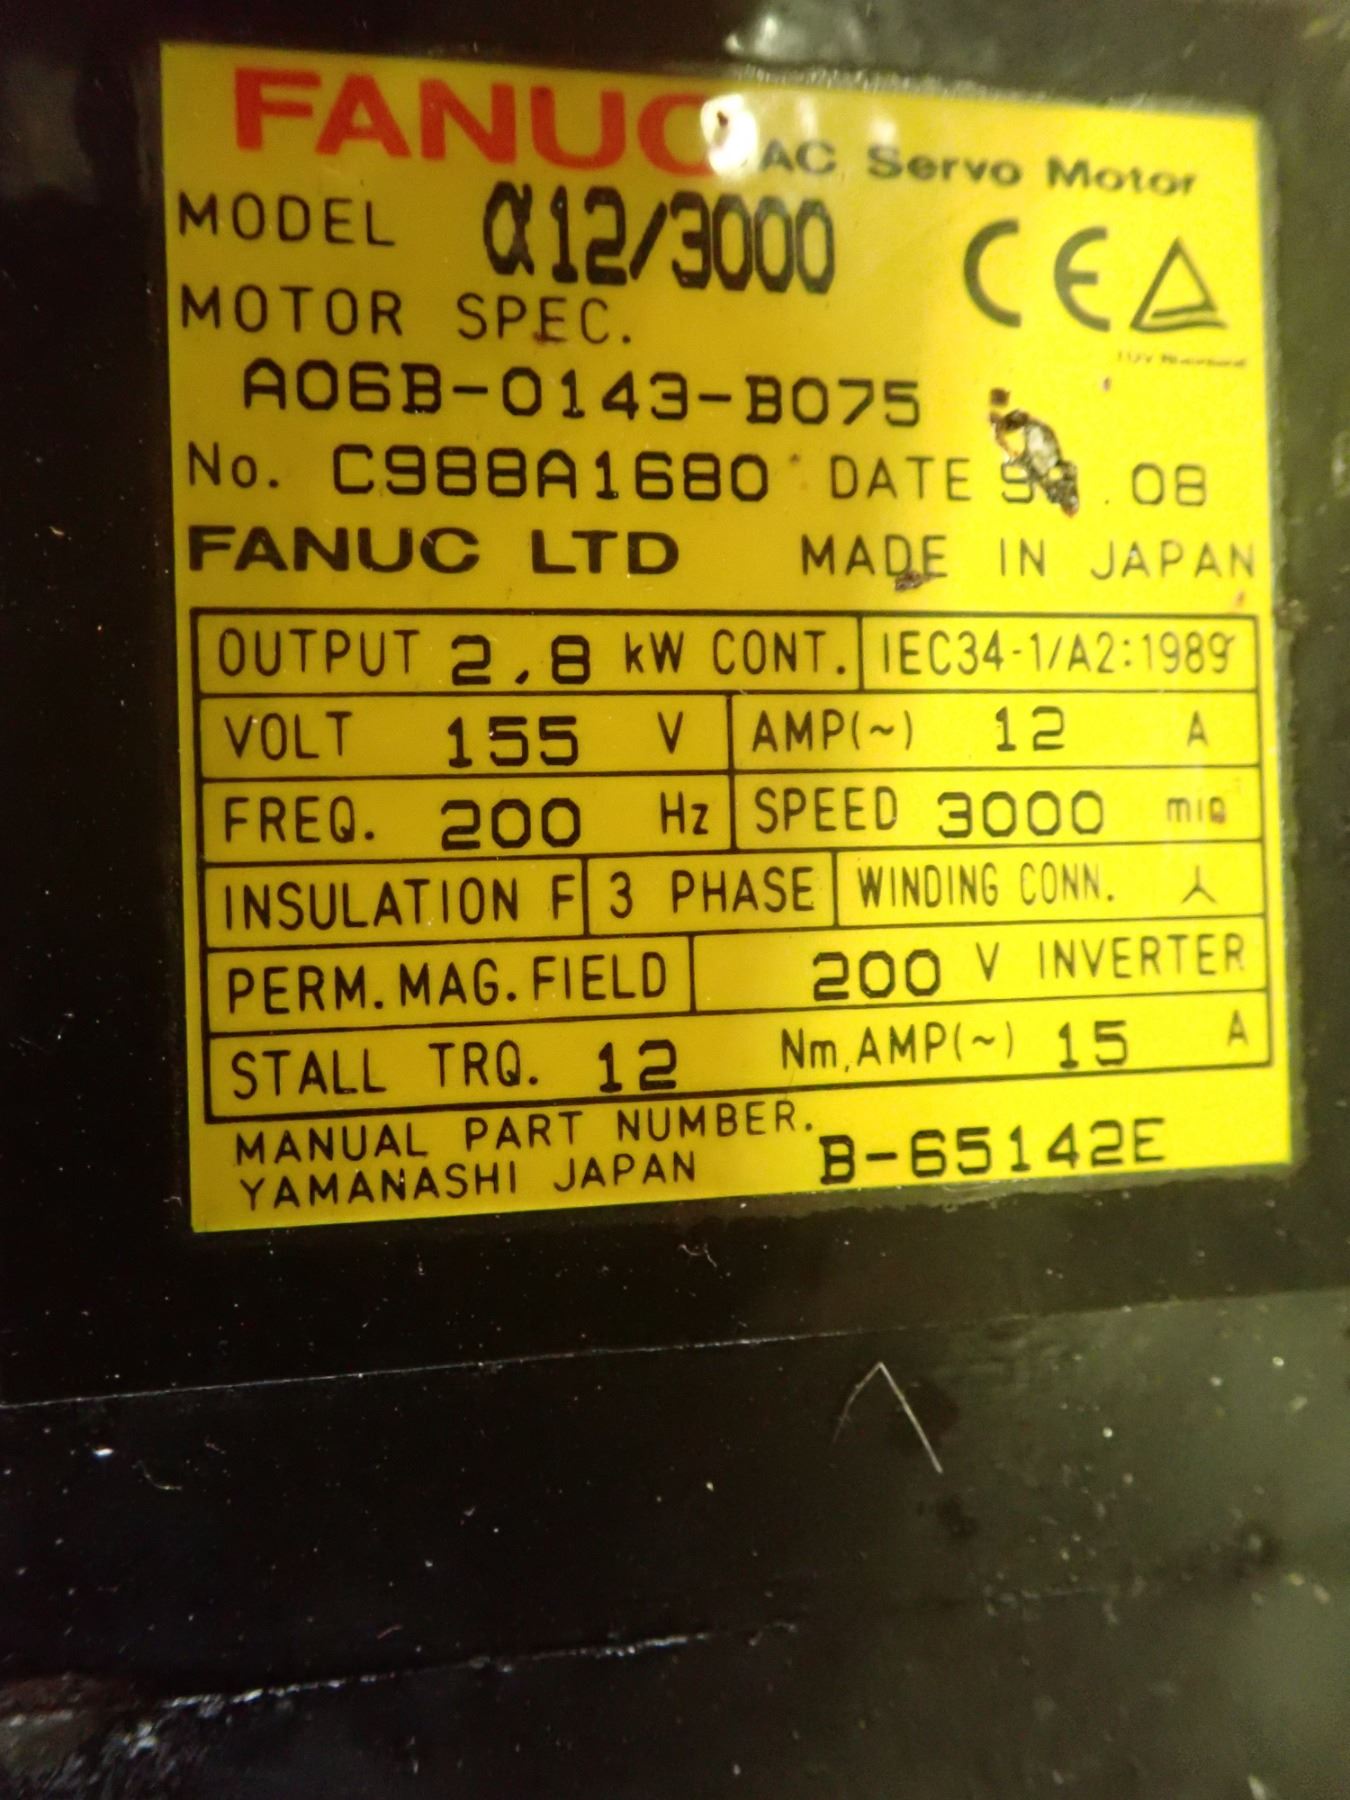 FANUC AC Servo Motor
MODEL α12/3000 CE
MOTOR SPEC.
A06B-0143-B075
No. C988A1680 DATE .08
FANUC LTD MADE IN JAPAN
OUTPUT 2.8 kW CONT. IEC34-1/A2:1989
VOLT 155 V AMP(~) 12 A
FREQ. 200 Hz SPEED 3000
INSULATION F 3 PHASE WINDING CONN.
PERM.MAG.FIELD 200 V INVERTER
STALL TRQ. 12 Nm,AMP(~) 15 A
MANUAL PART NUMBER. B-65142E
YAMANASHI JAPAN